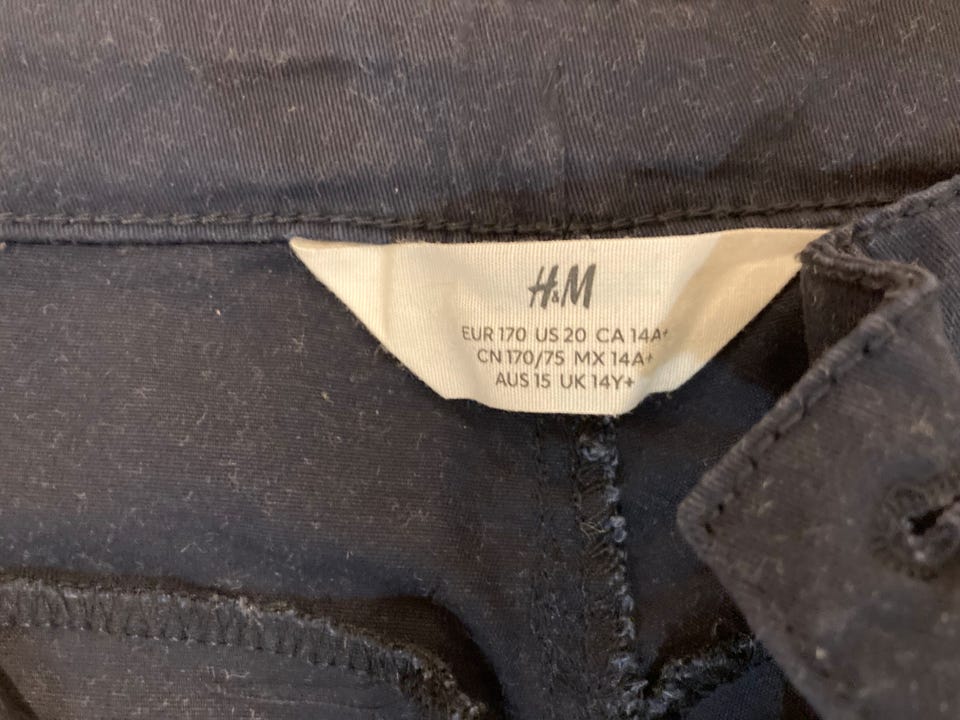 H&M
EUR 170 US 20 CA 14A+
CN 170/75 MX 14A+
AUS 15 UK 14Y+